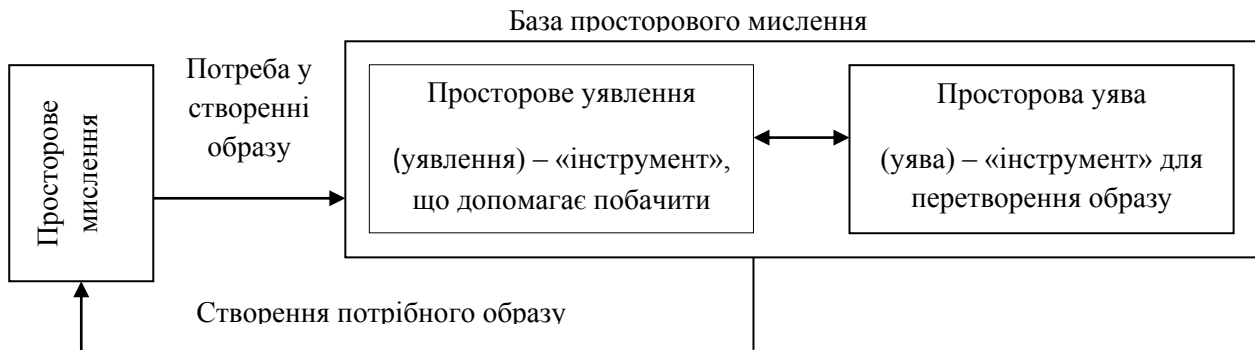 База просторового мислення
Просторове
мислення
Потреба у
створенні
образу
Просторове уявлення
(уявлення) – «інструмент»,
що допомагає побачити
Просторова уява
(уява) – «інструмент» для
перетворення образу
Створення потрібного образу